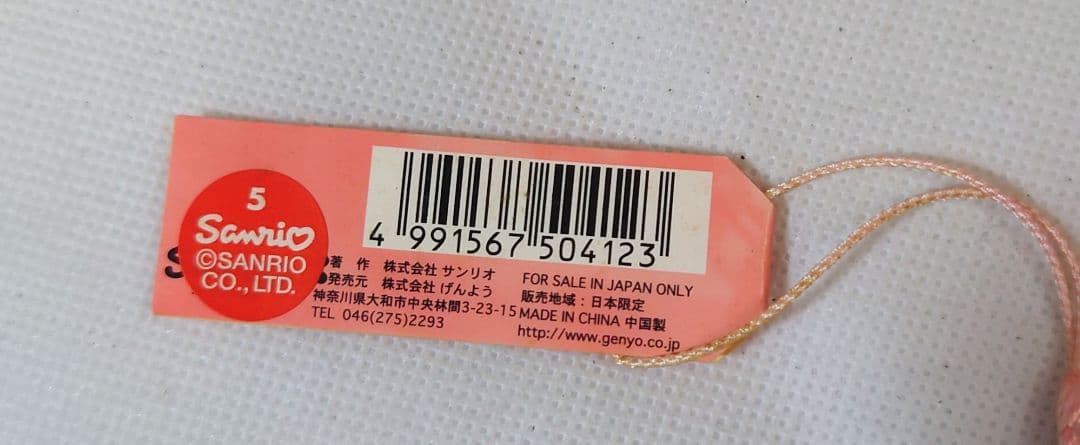 5
Sanrio
©SANRIO
CO., LTD.
4 991567 504123
著 作 株式会社 サンリオ
●発売元 株式会社 げんよう
神奈川県大和市中央林間3-23-15
TEL 046(275)2293
FOR SALE IN JAPAN ONLY
販売地域:日本限定
MADE IN CHINA 中国製
http://www.genyo.co.jp